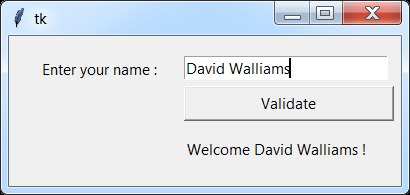 tk
Enter your name : David Walliams
Validate
Welcome David Walliams !